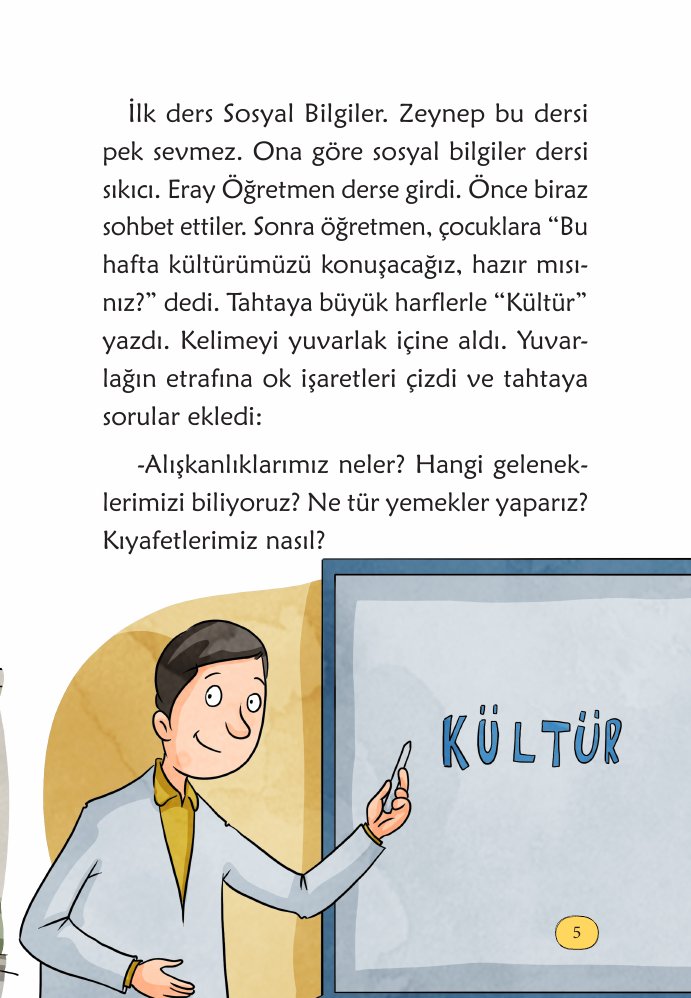 İlk ders Sosyal Bilgiler. Zeynep bu dersi
pek sevmez. Ona göre sosyal bilgiler dersi
sıkıcı. Eray Öğretmen derse girdi. Önce biraz
sohbet ettiler. Sonra öğretmen, çocuklara “Bu
hafta kültürümüzü konuşacağız, hazır mısı-
nız?” dedi. Tahtaya büyük harflerle “Kültür”
yazdı. Kelimeyi yuvarlak içine aldı. Yuvar-
lağın etrafına ok işaretleri çizdi ve tahtaya
sorular ekledi:
-Alışkanlıklarımız neler? Hangi gelenek-
lerimizi biliyoruz? Ne tür yemekler yaparız?
Kıyafetlerimiz nasıl?
KÜLTÜR
5